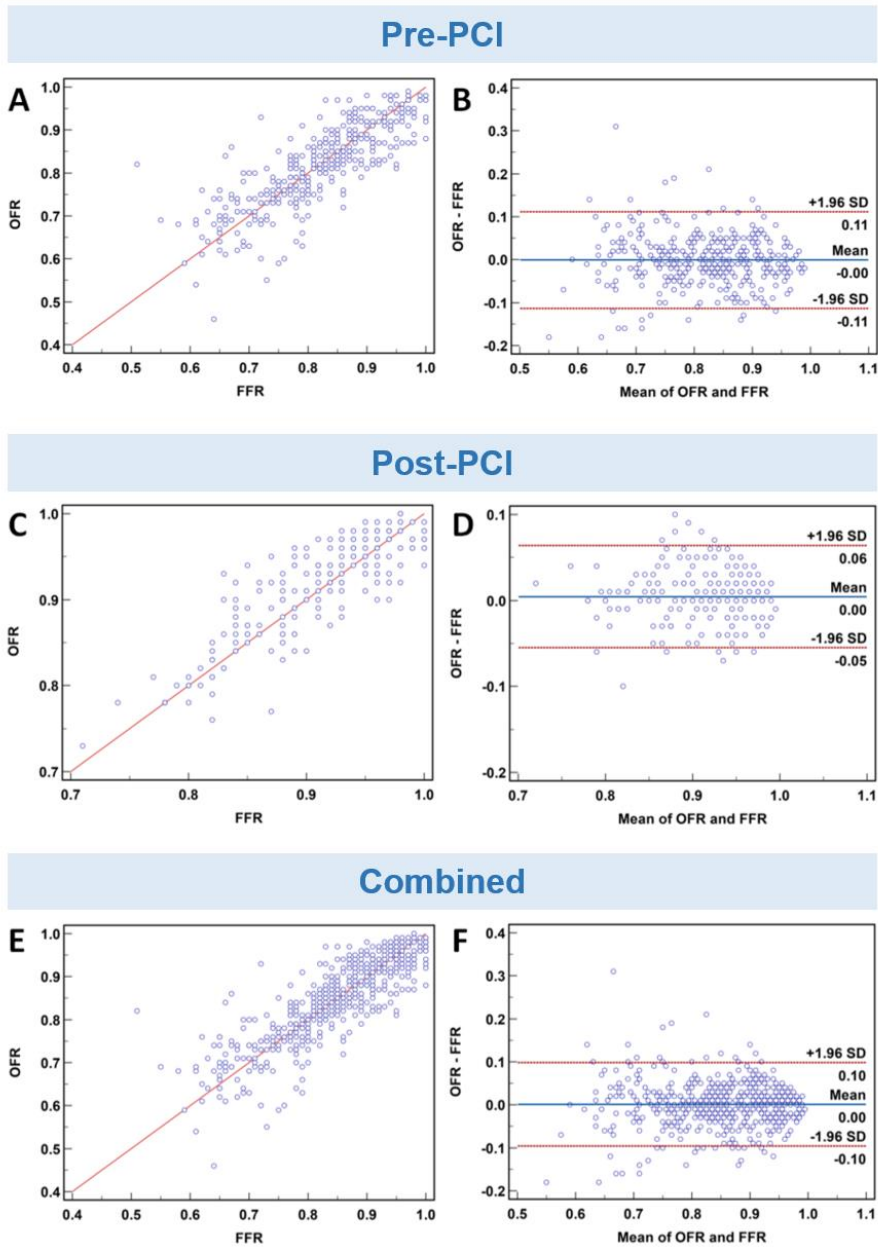 Pre-PCI
A
1.0
0.9
0.8
0.7
0.6
0.5
0.4
OFR
0.4 0.5 0.6 0.7 0.8 0.9 1.0
FFR
B
0.4
0.3
0.2
0.1
0.0
-0.1
-0.2
OFR - FFR
+1.96 SD
0.11
Mean
-0.00
-1.96 SD
-0.11
0.5 0.6 0.7 0.8 0.9 1.0 1.1
Mean of OFR and FFR
Post-PCI
C
1.0
0.9
0.8
0.7
OFR
0.7 0.8 0.9 1.0
FFR
D
0.1
0.0
-0.1
-0.2
OFR - FFR
+1.96 SD
0.06
Mean
0.00
-1.96 SD
-0.05
0.7 0.8 0.9 1.0 1.1
Mean of OFR and FFR
Combined
E
1.0
0.9
0.8
0.7
0.6
0.5
0.4
OFR
0.4 0.5 0.6 0.7 0.8 0.9 1.0
FFR
F
0.4
0.3
0.2
0.1
0.0
-0.1
-0.2
OFR - FFR
+1.96 SD
0.10
Mean
0.00
-1.96 SD
-0.10
0.5 0.6 0.7 0.8 0.9 1.0 1.1
Mean of OFR and FFR